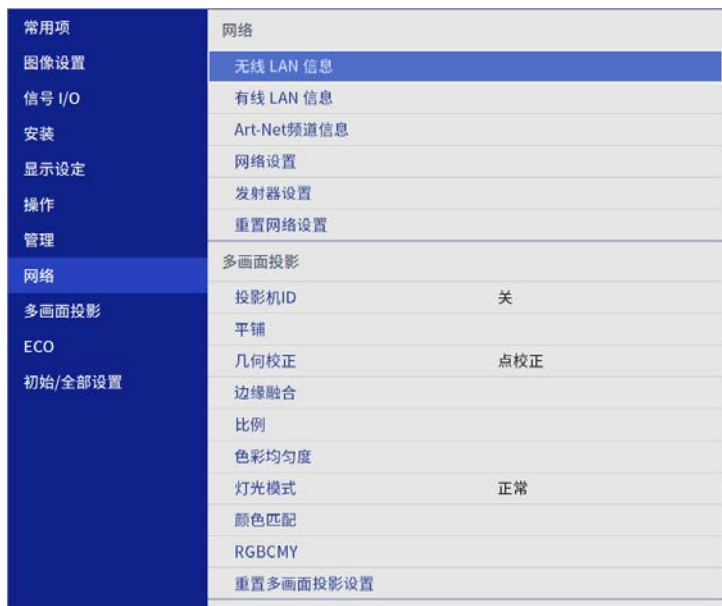 常用项
图像设置
信号 I/O
安装
显示设定
操作
管理
网络
多画面投影
ECO
初始/全部设置
网络
无线 LAN 信息
有线 LAN 信息
Art-Net频道信息
网络设置
发射器设置
重置网络设置
多画面投影
投影机ID 关
平铺
几何校正 点校正
边缘融合
比例
色彩均匀度
灯光模式 正常
颜色匹配
RGBCMY
重置多画面投影设置